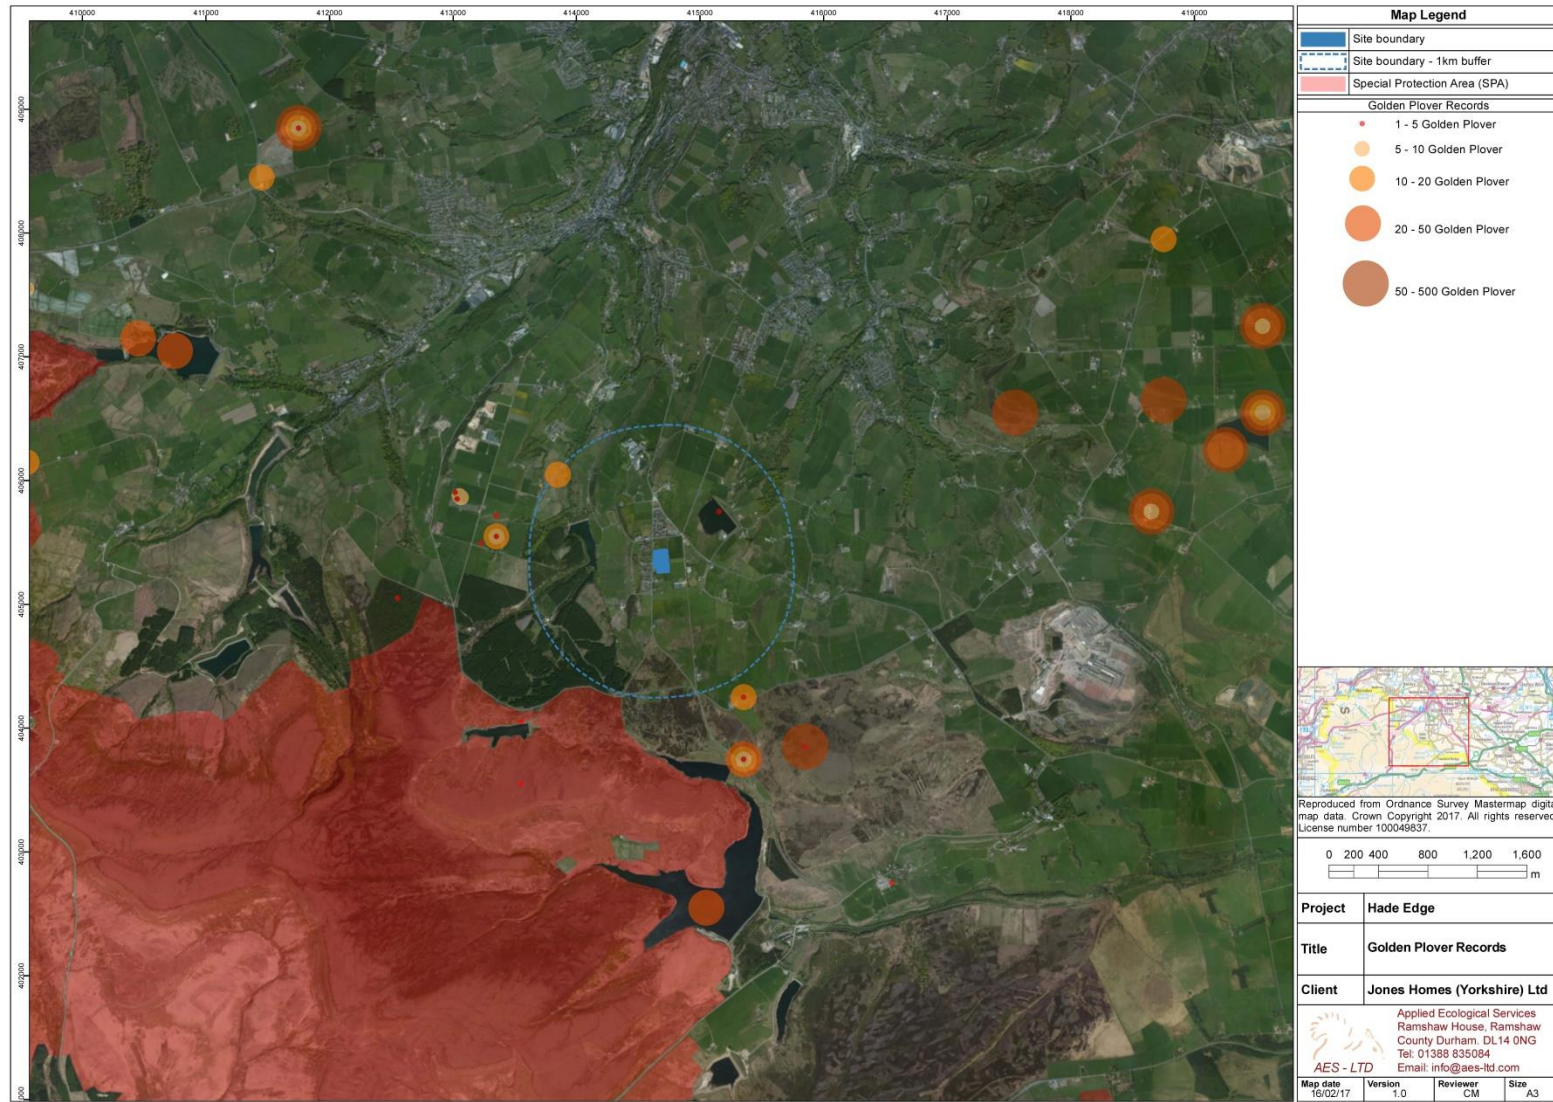 410000 411000 412000 413000 414000 415000 416000 417000 418000 419000
409000
408000
407000
406000
405000
404000
403000
402000
Map Legend
Site boundary
Site boundary - 1km buffer
Special Protection Area (SPA)
Golden Plover Records
1 - 5 Golden Plover
5 - 10 Golden Plover
10 - 20 Golden Plover
20 - 50 Golden Plover
50 - 500 Golden Plover
Reproduced from Ordnance Survey Mastermap digita
map data. Crown Copyright 2017. All rights reserved
License number 100049837.
0 200 400 800 1,200 1,600
m
Project Hade Edge
Title Golden Plover Records
Client Jones Homes (Yorkshire) Ltd
AES - LTD
Applied Ecological Services
Ramshaw House, Ramshaw
County Durham. DL14 0NG
Tel: 01388 835084
Email: info@aes-ltd.com
Map date Version Reviewer Size
16/02/17 1.0 CM A3